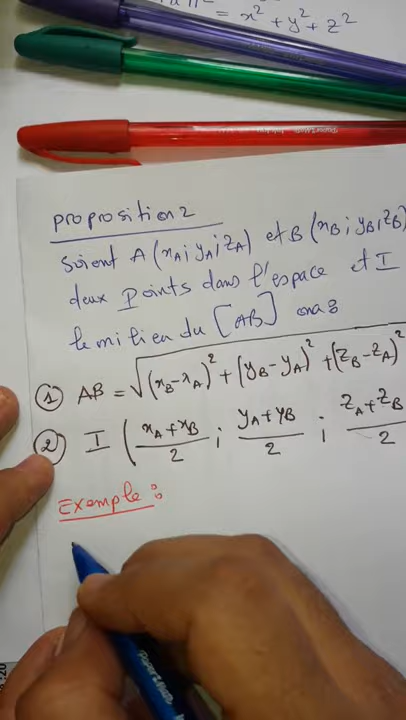 = x² + y² + z²
proposition 2
soient A (xA; yA; zA) et B (xB; yB; zB)
deux Points dans l'espace et I
le milieu du [AB] ona :
① AB = √(xB-xA)² + (yB-yA)² + (zB-zA)²
② I ( xA+xB/2 ; yA+yB/2 ; zA+zB/2
Exemple :